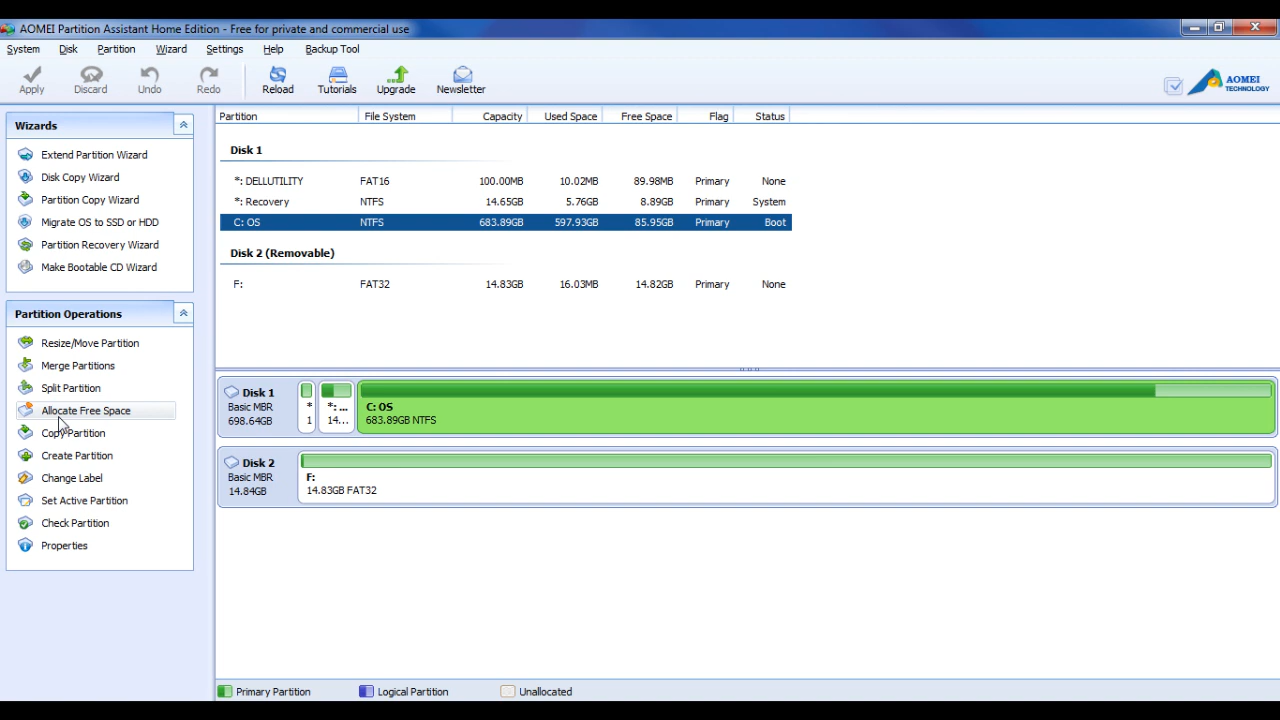 AOMEI Partition Assistant Home Edition - Free for private and commercial use
System Disk Partition Wizard Settings Help Backup Tool
Apply Discard Undo Redo Reload Tutorials Upgrade Newsletter
AOMEI
TECHNOLOGY
Wizards
Extend Partition Wizard
Disk Copy Wizard
Partition Copy Wizard
Migrate OS to SSD or HDD
Partition Recovery Wizard
Make Bootable CD Wizard
Partition Operations
Resize/Move Partition
Merge Partitions
Split Partition
Allocate Free Space
Copy Partition
Create Partition
Change Label
Set Active Partition
Check Partition
Properties
Partition File System Capacity Used Space Free Space Flag Status
Disk 1
*: DELLUTILITY FAT16 100.00MB 10.02MB 89.98MB Primary None
*: Recovery NTFS 14.65GB 5.76GB 8.89GB Primary System
C: OS NTFS 683.89GB 597.93GB 85.95GB Primary Boot
Disk 2 (Removable)
F: FAT32 14.83GB 16.03MB 14.82GB Primary None
Disk 1
Basic MBR
698.64GB
*
1
*:...
14...
C: OS
683.89GB NTFS
Disk 2
Basic MBR
14.84GB
F:
14.83GB FAT32
Primary Partition Logical Partition Unallocated